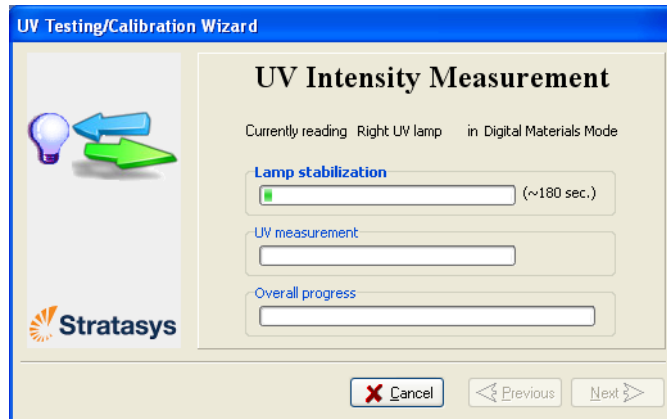 UV Testing/Calibration Wizard
UV Intensity Measurement
Currently reading Right UV lamp in Digital Materials Mode
Lamp stabilization
(~180 sec.)
UV measurement
Overall progress
Stratasys
Cancel Previous Next